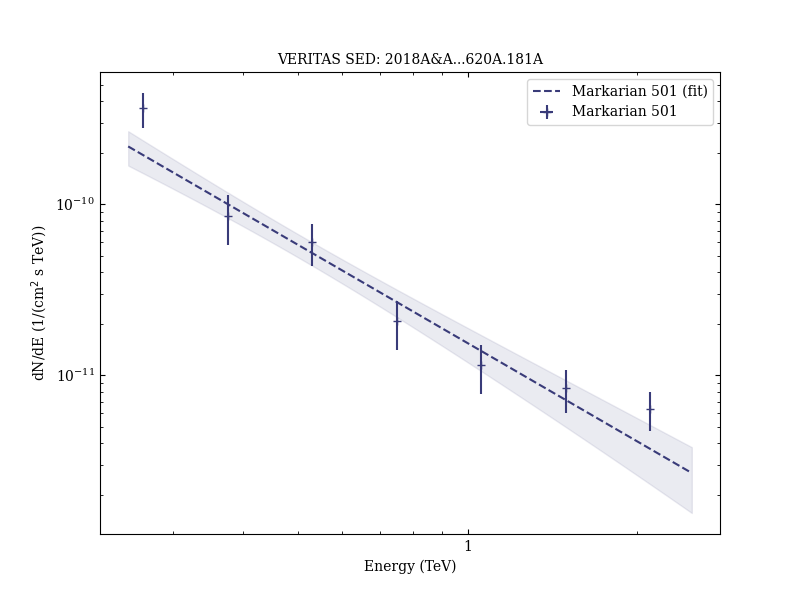 VERITAS SED: 2018A&A...620A.181A
Markarian 501 (fit)
Markarian 501
10⁻¹⁰
10⁻¹¹
dN/dE (1/(cm² s TeV))
1
Energy (TeV)